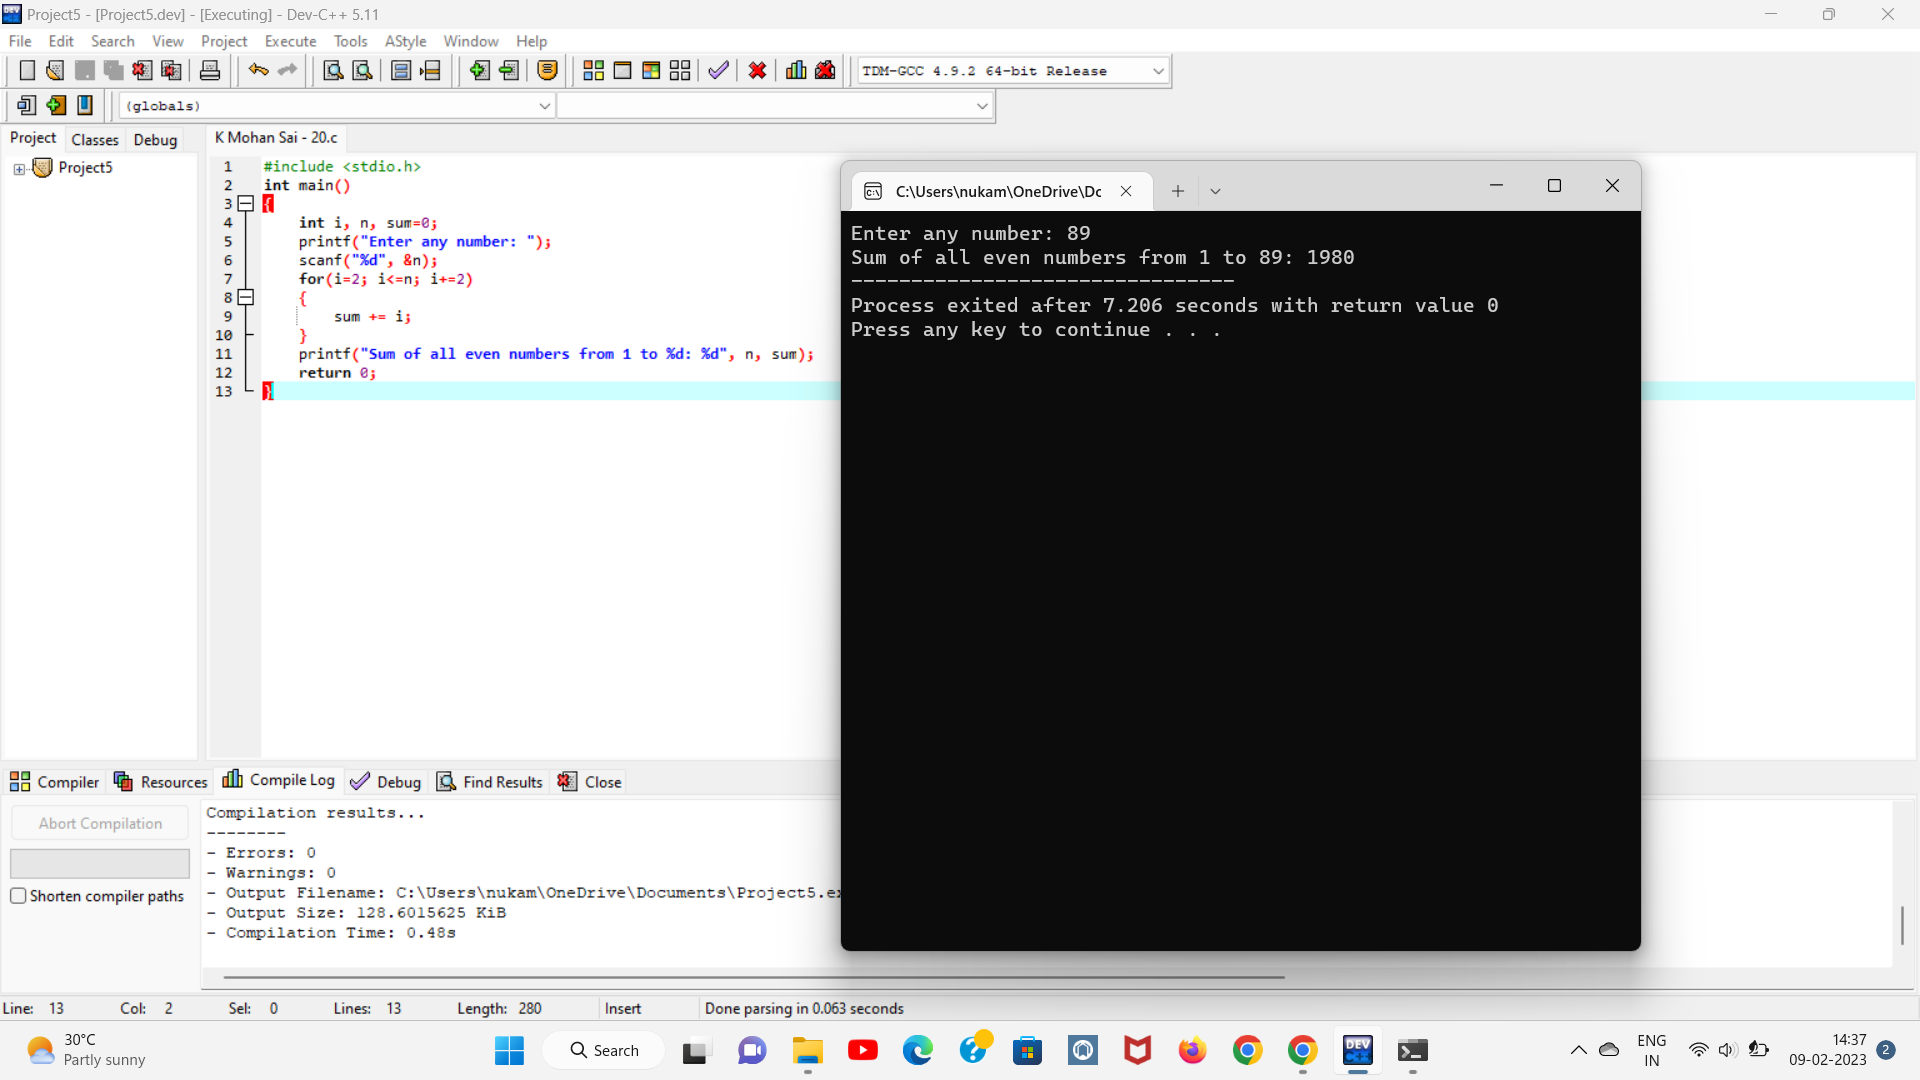 Project5 - [Project5.dev] - [Executing] - Dev-C++ 5.11
File Edit Search View Project Execute Tools AStyle Window Help
TDM-GCC 4.9.2 64-bit Release
(globals)
Project Classes Debug
K Mohan Sai - 20.c
Project5
1 #include <stdio.h>
2 int main()
3 {
4 int i, n, sum=0;
5 printf("Enter any number: ");
6 scanf("%d", &n);
7 for(i=2; i<=n; i+=2)
8 {
9 sum += i;
10 }
11 printf("Sum of all even numbers from 1 to %d: %d", n, sum);
12 return 0;
13 }
C:\Users\nukam\OneDrive\Dc
Enter any number: 89
Sum of all even numbers from 1 to 89: 1980
--------------------------------
Process exited after 7.206 seconds with return value 0
Press any key to continue . . .
Compiler Resources Compile Log Debug Find Results Close
Abort Compilation
Shorten compiler paths
Compilation results...
--------
- Errors: 0
- Warnings: 0
- Output Filename: C:\Users\nukam\OneDrive\Documents\Project5.ex
- Output Size: 128.6015625 KiB
- Compilation Time: 0.48s
Line: 13 Col: 2 Sel: 0 Lines: 13 Length: 280 Insert Done parsing in 0.063 seconds
30°C
Partly sunny
Search
DEV
ENG
IN
14:37
09-02-2023
2